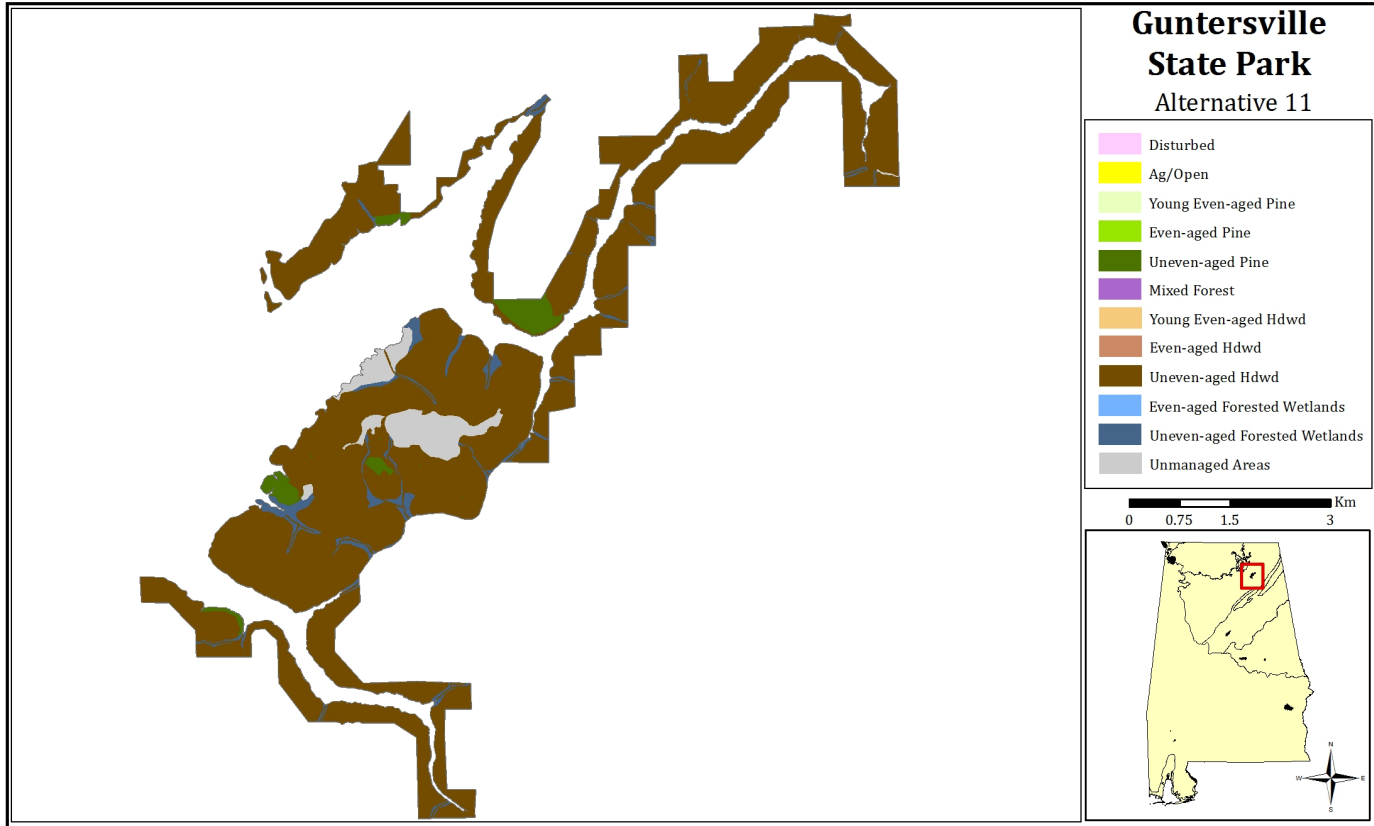 Guntersville
State Park
Alternative 11
Disturbed
Ag/Open
Young Even-aged Pine
Even-aged Pine
Uneven-aged Pine
Mixed Forest
Young Even-aged Hdwd
Even-aged Hdwd
Uneven-aged Hdwd
Even-aged Forested Wetlands
Uneven-aged Forested Wetlands
Unmanaged Areas
Km
0 0.75 1.5 3
N
W E
S